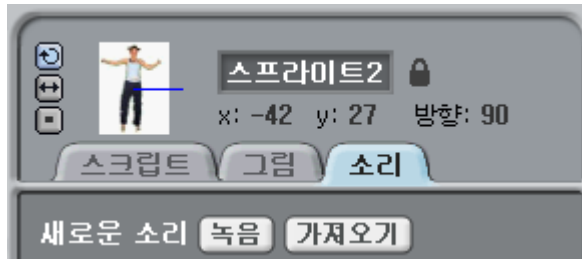 스프라이트2
x: -42 y: 27 방향: 90
스크립트 그림 소리
새로운 소리 녹음 가져오기